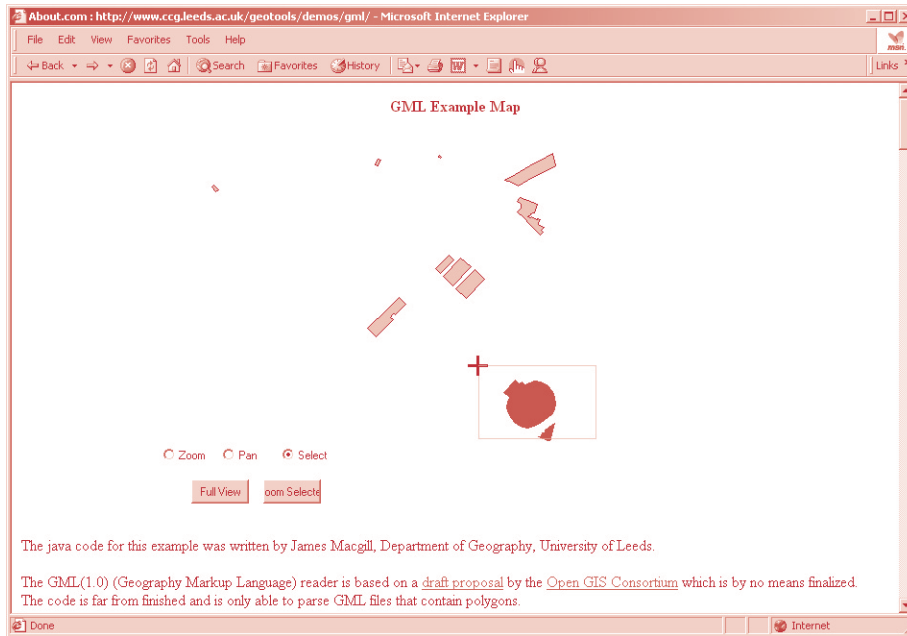 About.com : http://www.ccg.leeds.ac.uk/geotools/demos/gml/ - Microsoft Internet Explorer
File Edit View Favorites Tools Help
msn
Back Search Favorites History Links
GML Example Map
Zoom Pan Select
Full View oom Selecte
The java code for this example was written by James Macgill, Department of Geography, University of Leeds.
The GML(1.0) (Geography Markup Language) reader is based on a draft proposal by the Open GIS Consortium which is by no means finalized.
The code is far from finished and is only able to parse GML files that contain polygons.
Done Internet